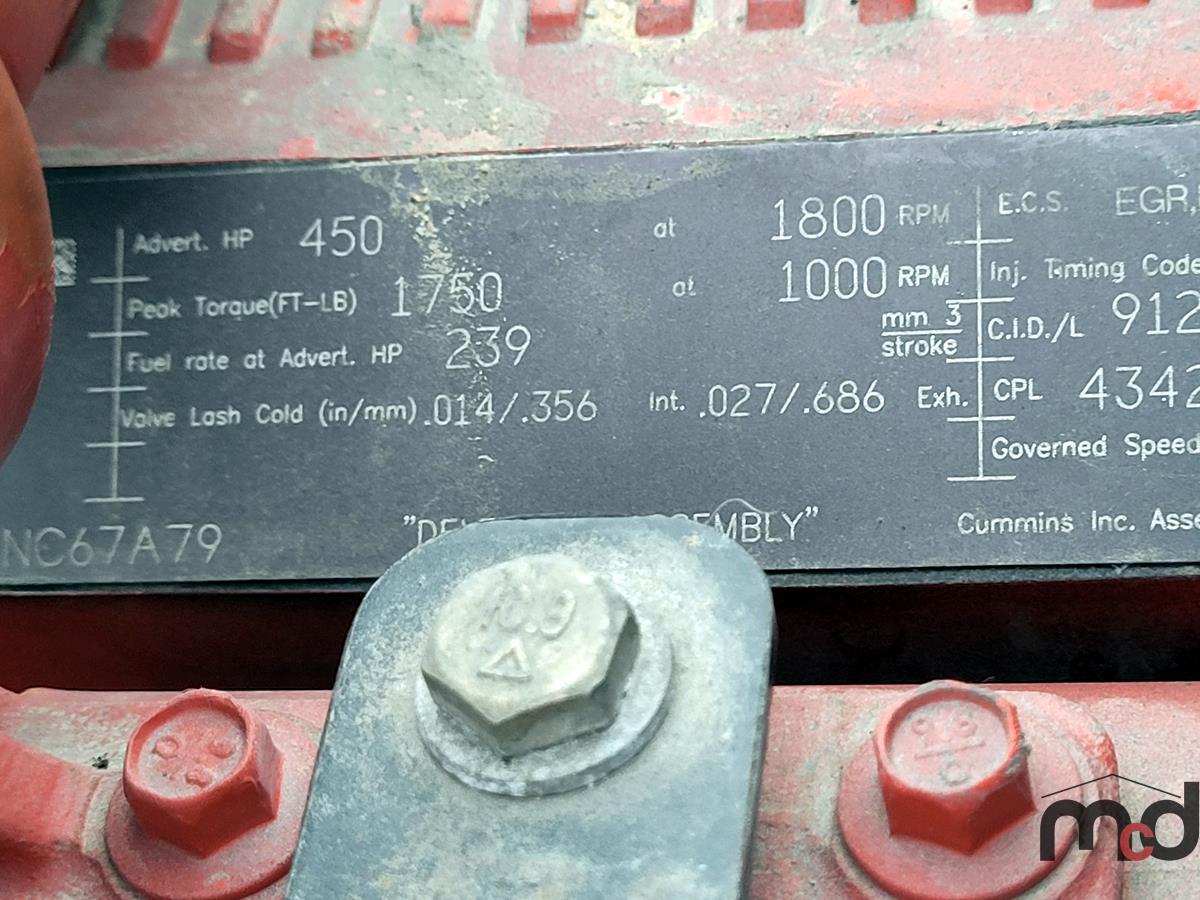 Advert. HP 450 at 1800 RPM
Peak Torque(FT-LB) 1750 at 1000 RPM
Fuel rate at Advert. HP 239 mm 3 stroke
Valve Lash Cold (in/mm) .014/.356 Int. .027/.686 Exh.
E.C.S. EGR,
Inj. Timing Code
C.I.D./L 912
CPL 4342
Governed Speed
NC67A79
EMBLY"
Cummins Inc. Asse
10.9
mcd